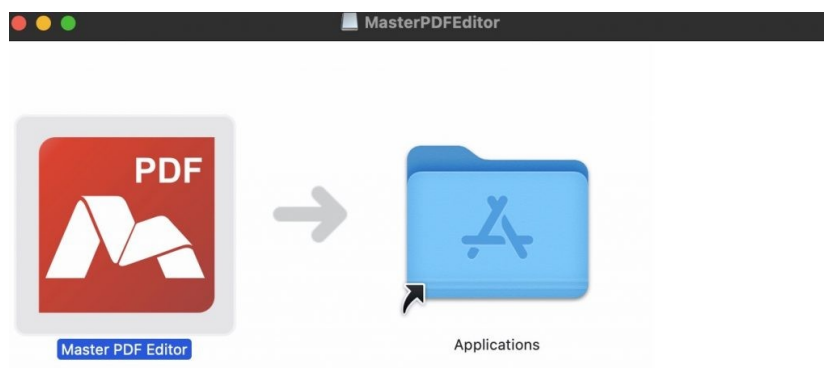 MasterPDFEditor
PDF
Master PDF Editor
Applications